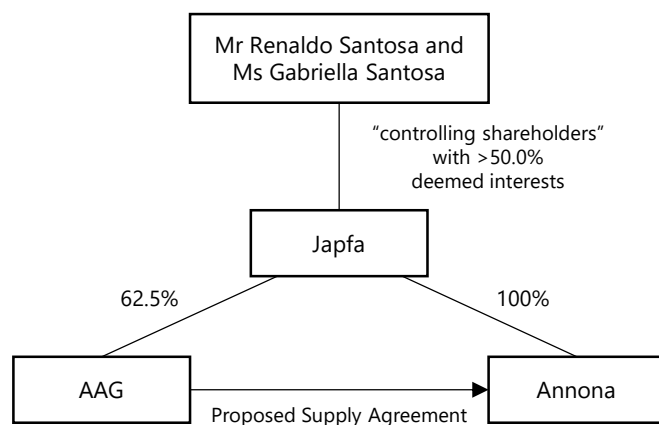 Mr Renaldo Santosa and
Ms Gabriella Santosa
“controlling shareholders”
with >50.0%
deemed interests
Japfa
62.5%
100%
AAG
Annona
Proposed Supply Agreement